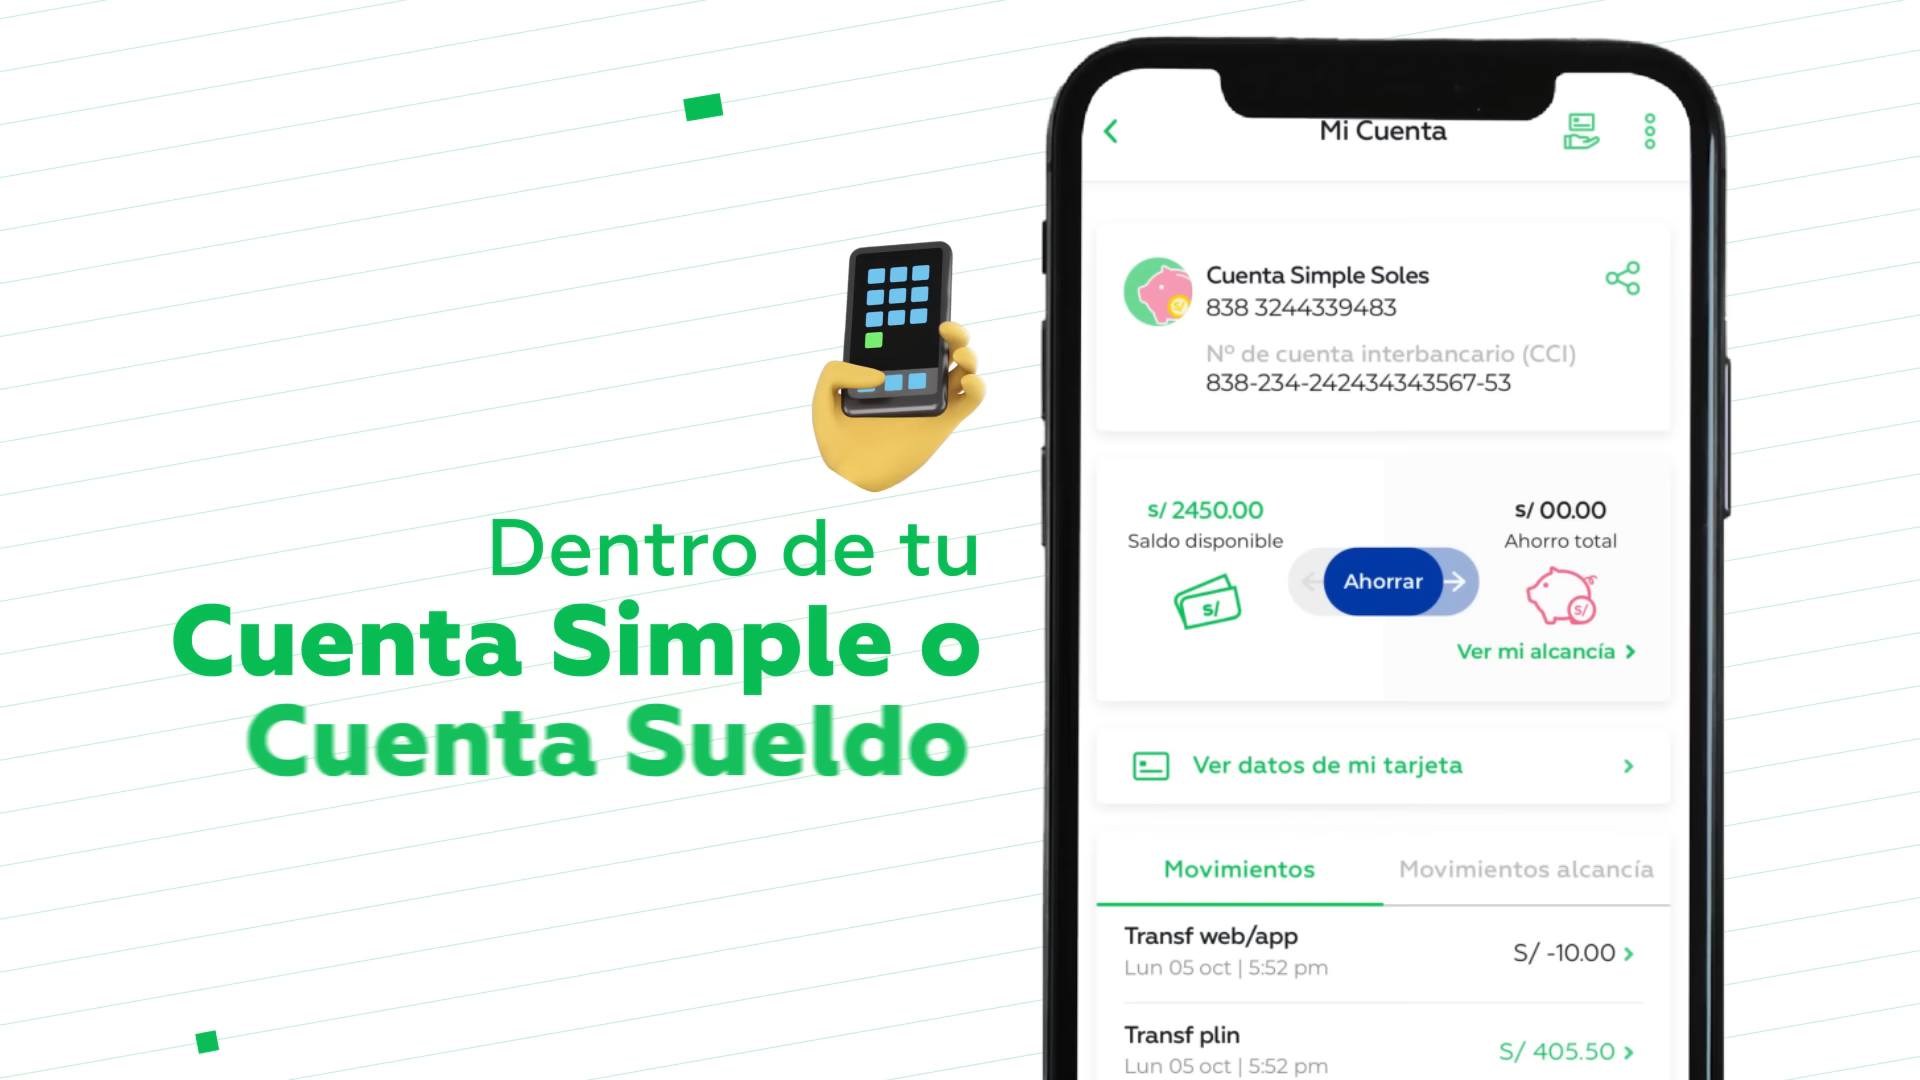 Dentro de tu
Cuenta Simple o
Cuenta Sueldo
Mi Cuenta
Cuenta Simple Soles
838 3244339483
Nº de cuenta interbancario (CCI)
838-234-242434343567-53
s/ 2450.00
Saldo disponible
s/
Ahorrar
s/ 00.00
Ahorro total
s/
Ver mi alcancía
Ver datos de mi tarjeta
Movimientos
Movimientos alcancía
Transf web/app
S/ -10.00
Lun 05 oct | 5:52 pm
Transf plin
S/ 405.50
Lun 05 oct | 5:52 pm